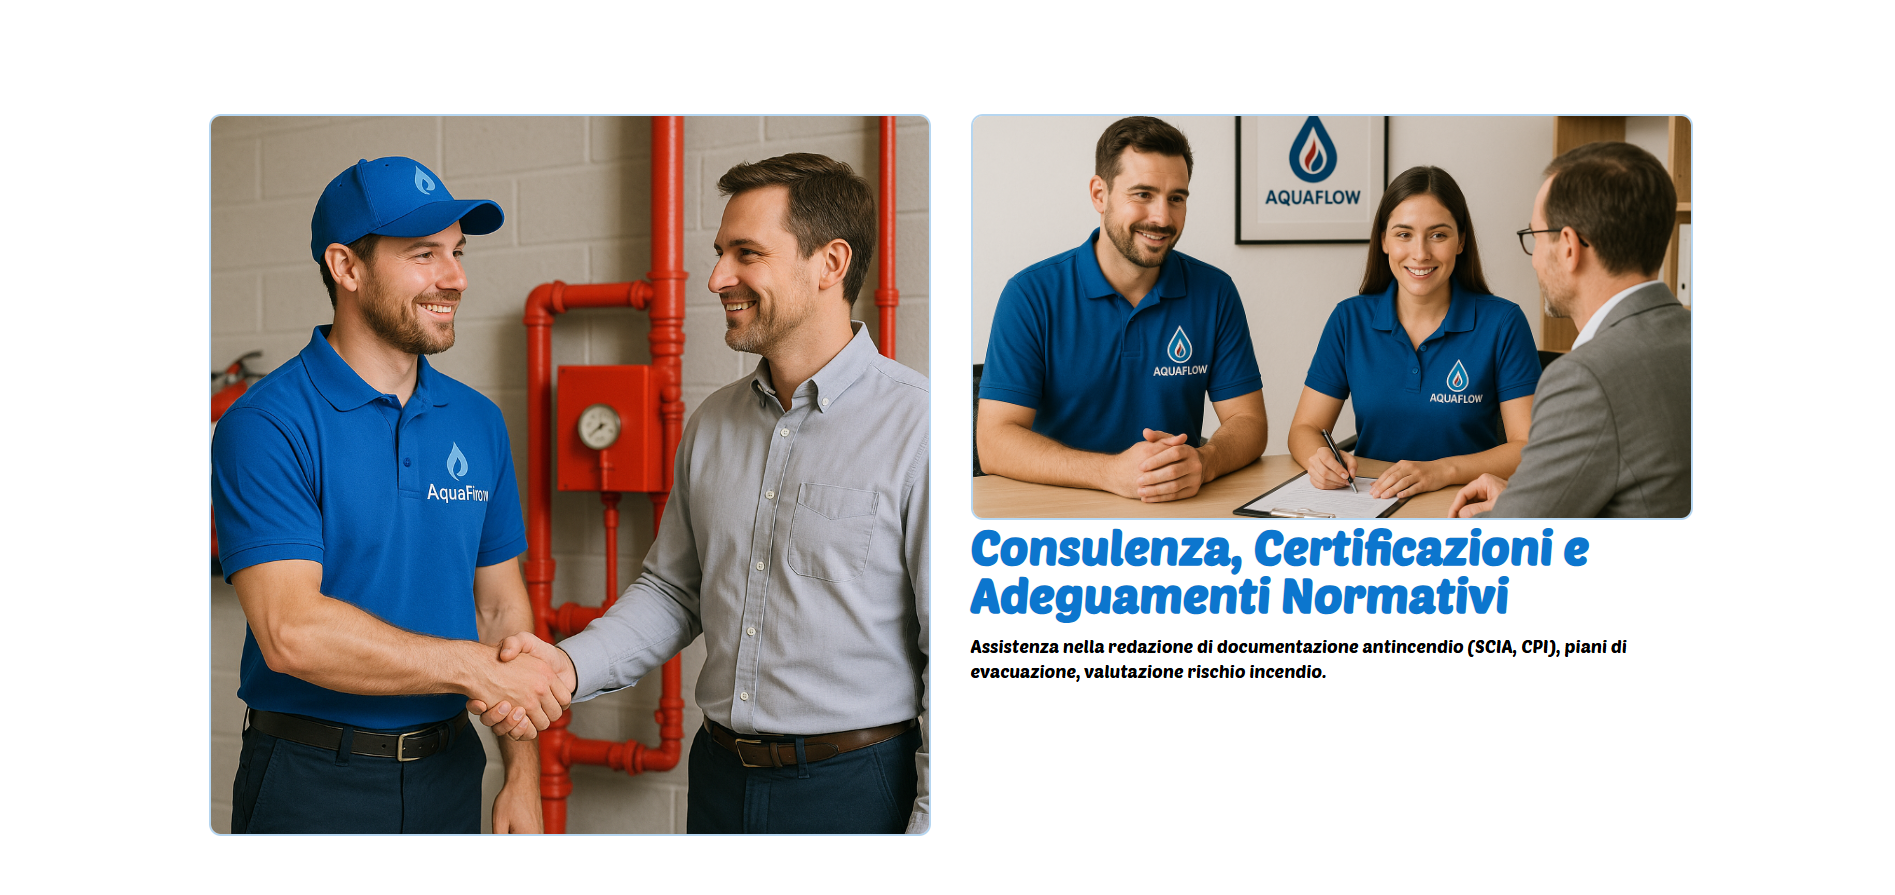 AquaFirow
AQUAFLOW
AQUAFLOW
AQUAFLOW
Consulenza, Certificazioni e
Adeguamenti Normativi
Assistenza nella redazione di documentazione antincendio (SCIA, CPI), piani di
evacuazione, valutazione rischio incendio.